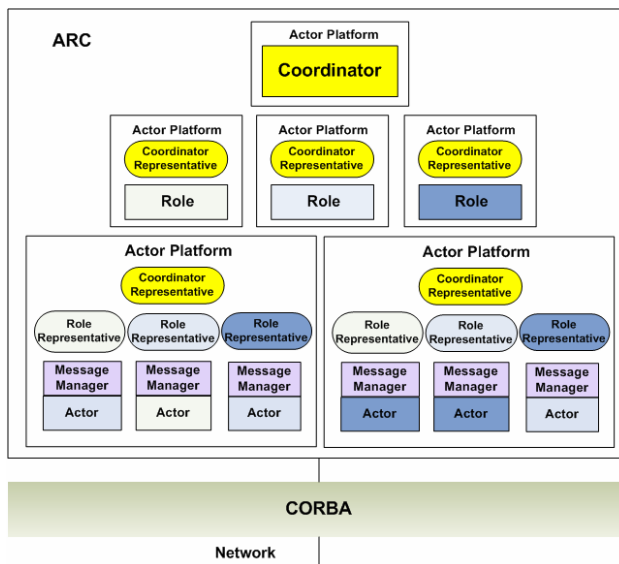 ARC
Actor Platform
Coordinator
Actor Platform
Coordinator
Representative
Role
Actor Platform
Coordinator
Representative
Role
Actor Platform
Coordinator
Representative
Role
Actor Platform
Coordinator
Representative
Role
Representative
Role
Representative
Role
Representative
Message
Manager
Actor
Message
Manager
Actor
Message
Manager
Actor
Actor Platform
Coordinator
Representative
Role
Representative
Role
Representative
Role
Representative
Message
Manager
Actor
Message
Manager
Actor
Message
Manager
Actor
CORBA
Network